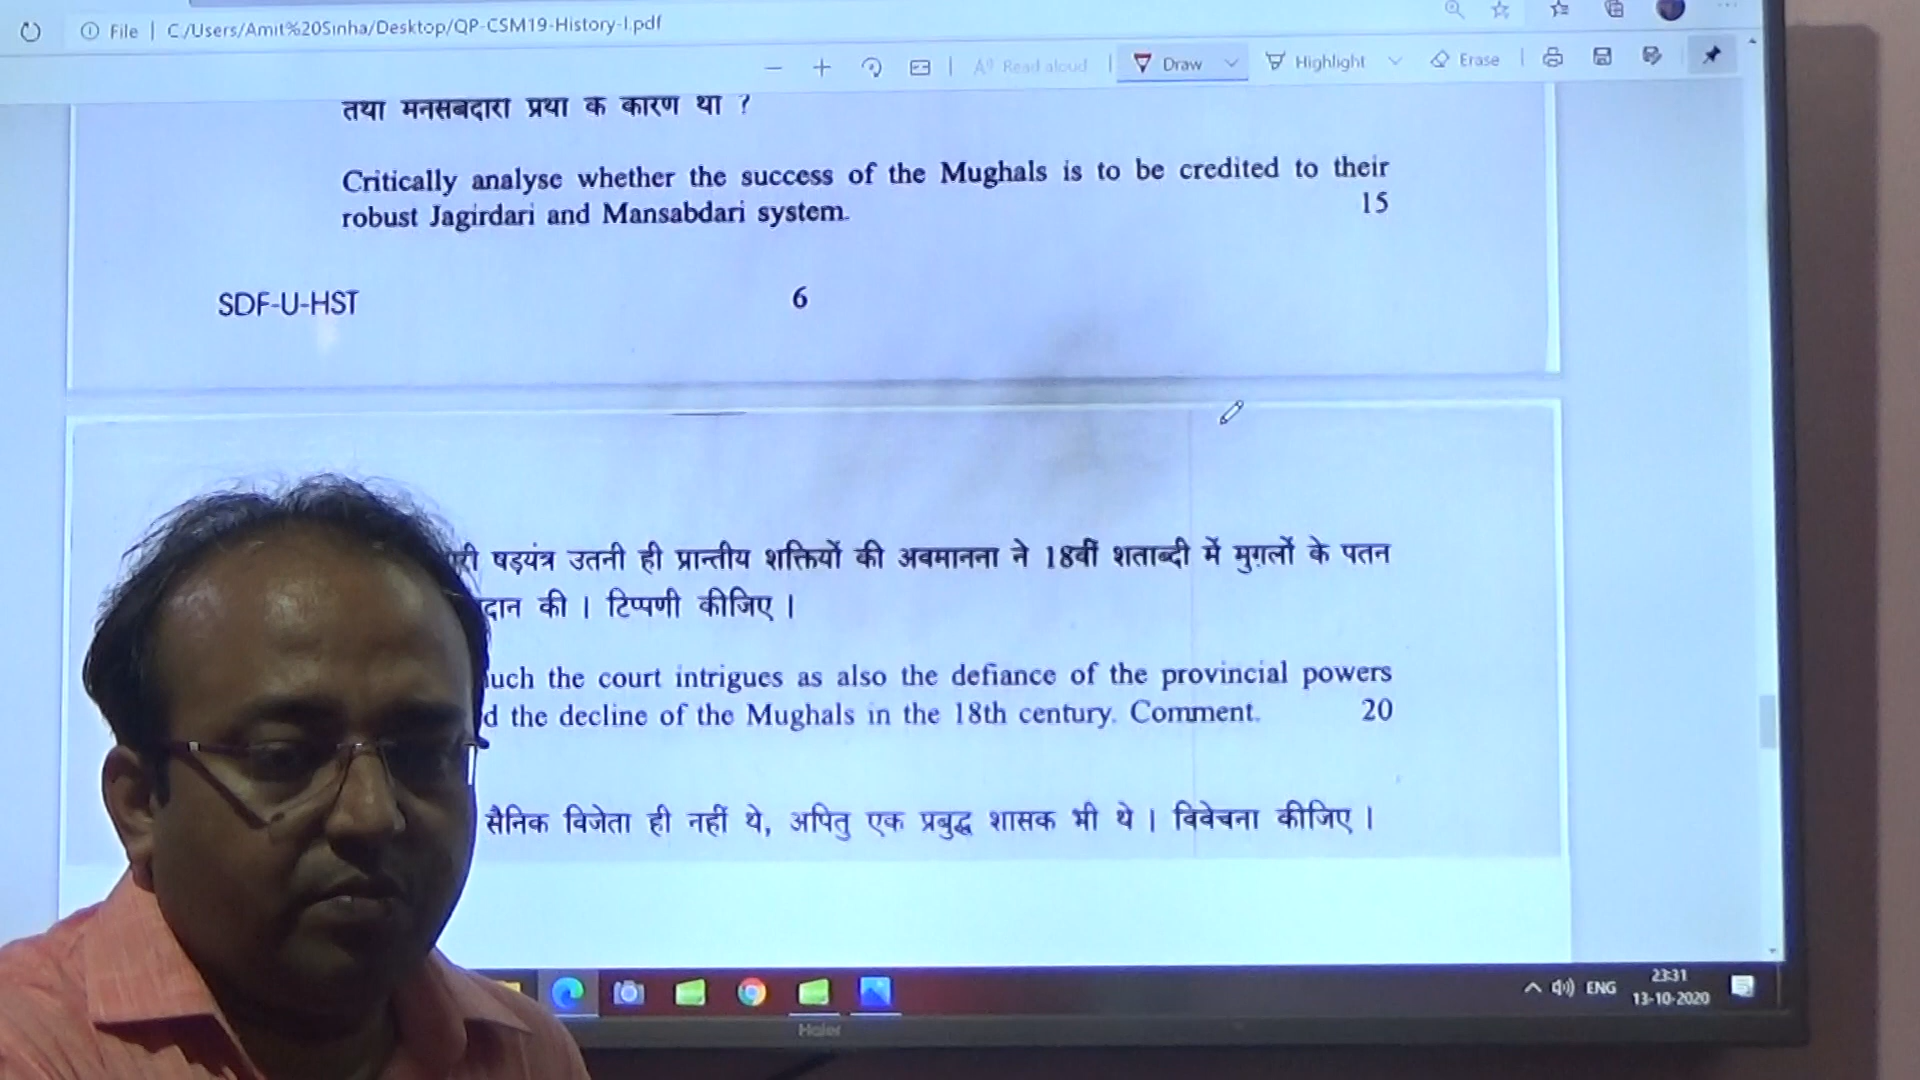 File | C:/Users/Amit%20Sinha/Desktop/QP-CSM19-History-I.pdf
Read aloud
Draw
Highlight
Erase
तथा मनसबदारी प्रथा के कारण था ?
Critically analyse whether the success of the Mughals is to be credited to their
robust Jagirdari and Mansabdari system. 15
SDF-U-HST 6
षड्यंत्र उतनी ही प्रान्तीय शक्तियों की अवमानना ने 18वीं शताब्दी में मुग़लों के पतन
की । टिप्पणी कीजिए ।
the court intrigues as also the defiance of the provincial powers
the decline of the Mughals in the 18th century. Comment. 20
सैनिक विजेता ही नहीं थे, अपितु एक प्रबुद्ध शासक भी थे । विवेचना कीजिए ।
ENG
23:31
13-10-2020
Haier